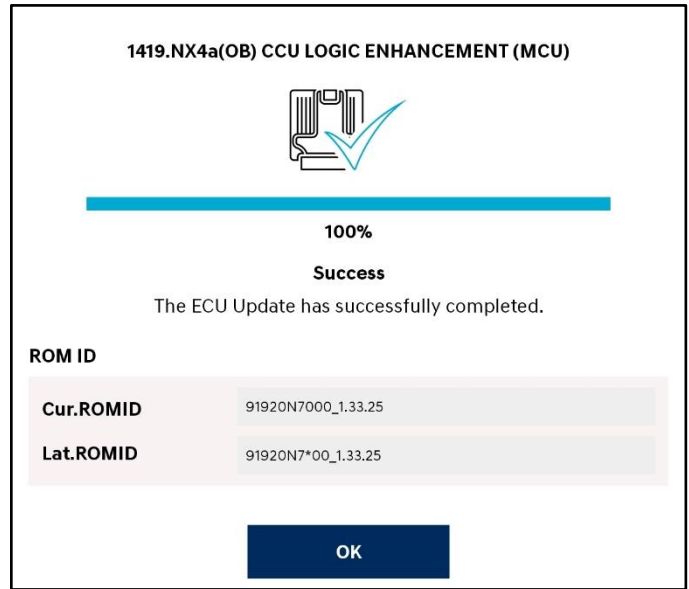 1419.NX4a(OB) CCU LOGIC ENHANCEMENT (MCU)
100%
Success
The ECU Update has successfully completed.
ROM ID
Cur.ROMID 91920N7000_1.33.25
Lat.ROMID 91920N7*00_1.33.25
OK